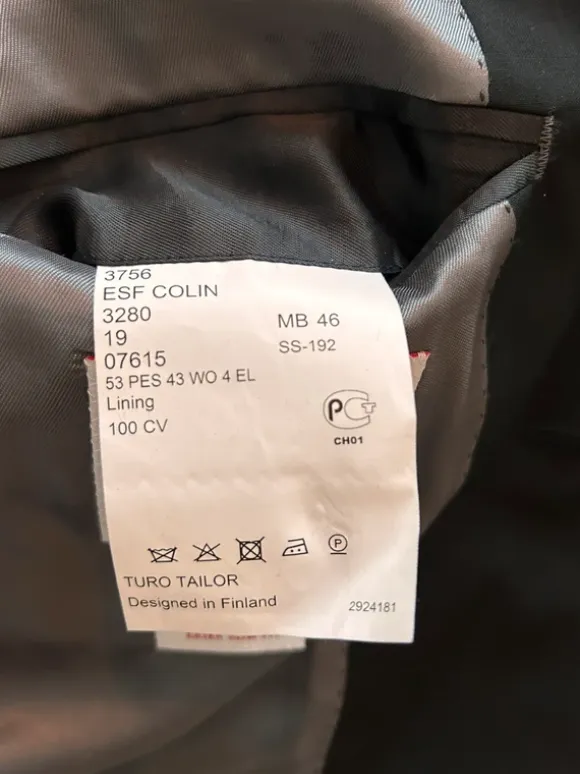 3756
ESF COLIN
3280
MB 46
19
SS-192
07615
53 PES 43 WO 4 EL
Lining
100 CV
PCT
CH01
P
TURO TAILOR
Designed in Finland
2924181